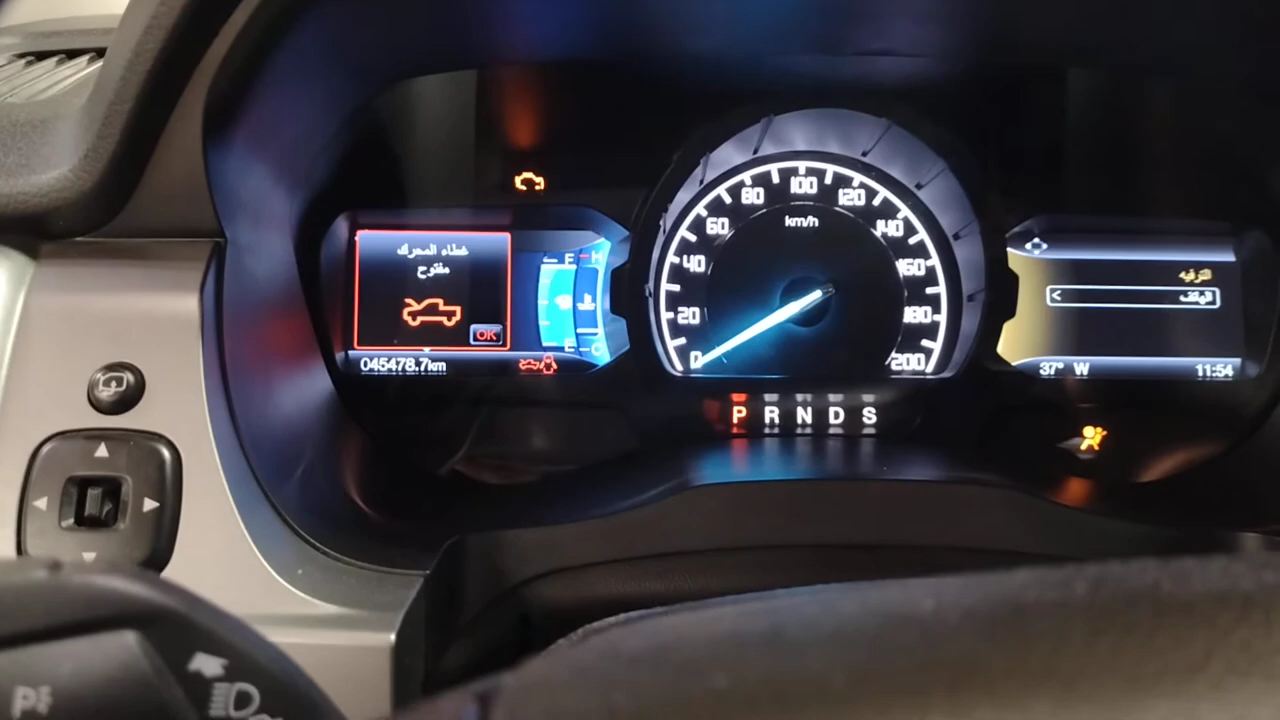 خطاء المحرك
مفتوح
OK
045478.7km
F
H
E
C
0
20
40
60
80
100
120
140
160
180
200
km/h
P R N D S
الترفيه
الهاتف
37° W
11:54